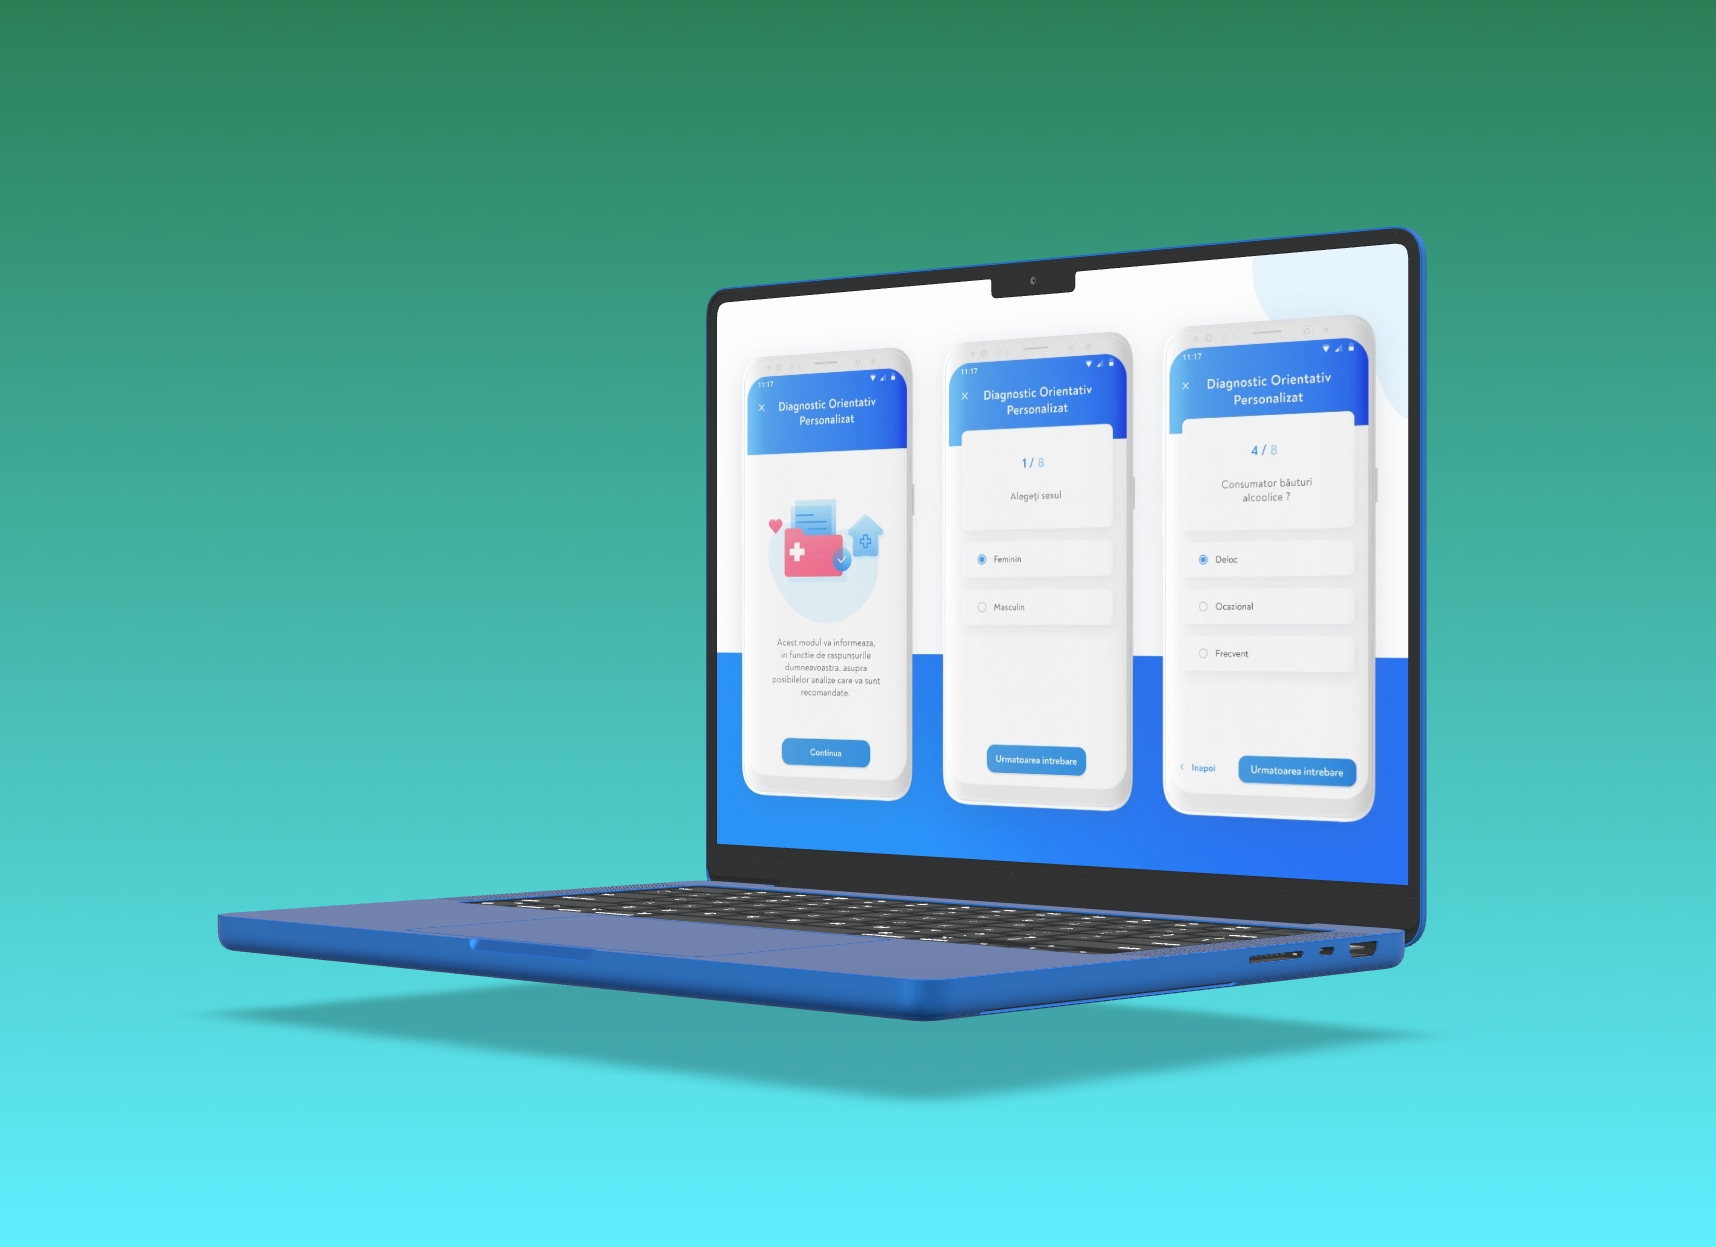 11:17
Diagnostic Orientativ
Personalizat
Acest modul va informeaza,
in functie de raspunsurile
dumneavoastra, asupra
posibilelor analize care va sunt
recomandate.
Continua
11:17
Diagnostic Orientativ
Personalizat
1 / 8
Alegeți sexul
Feminin
Masculin
Urmatoarea intrebare
11:17
Diagnostic Orientativ
Personalizat
4 / 8
Consumator băuturi
alcoolice ?
Deloc
Ocazional
Frecvent
Inapoi
Urmatoarea intrebare